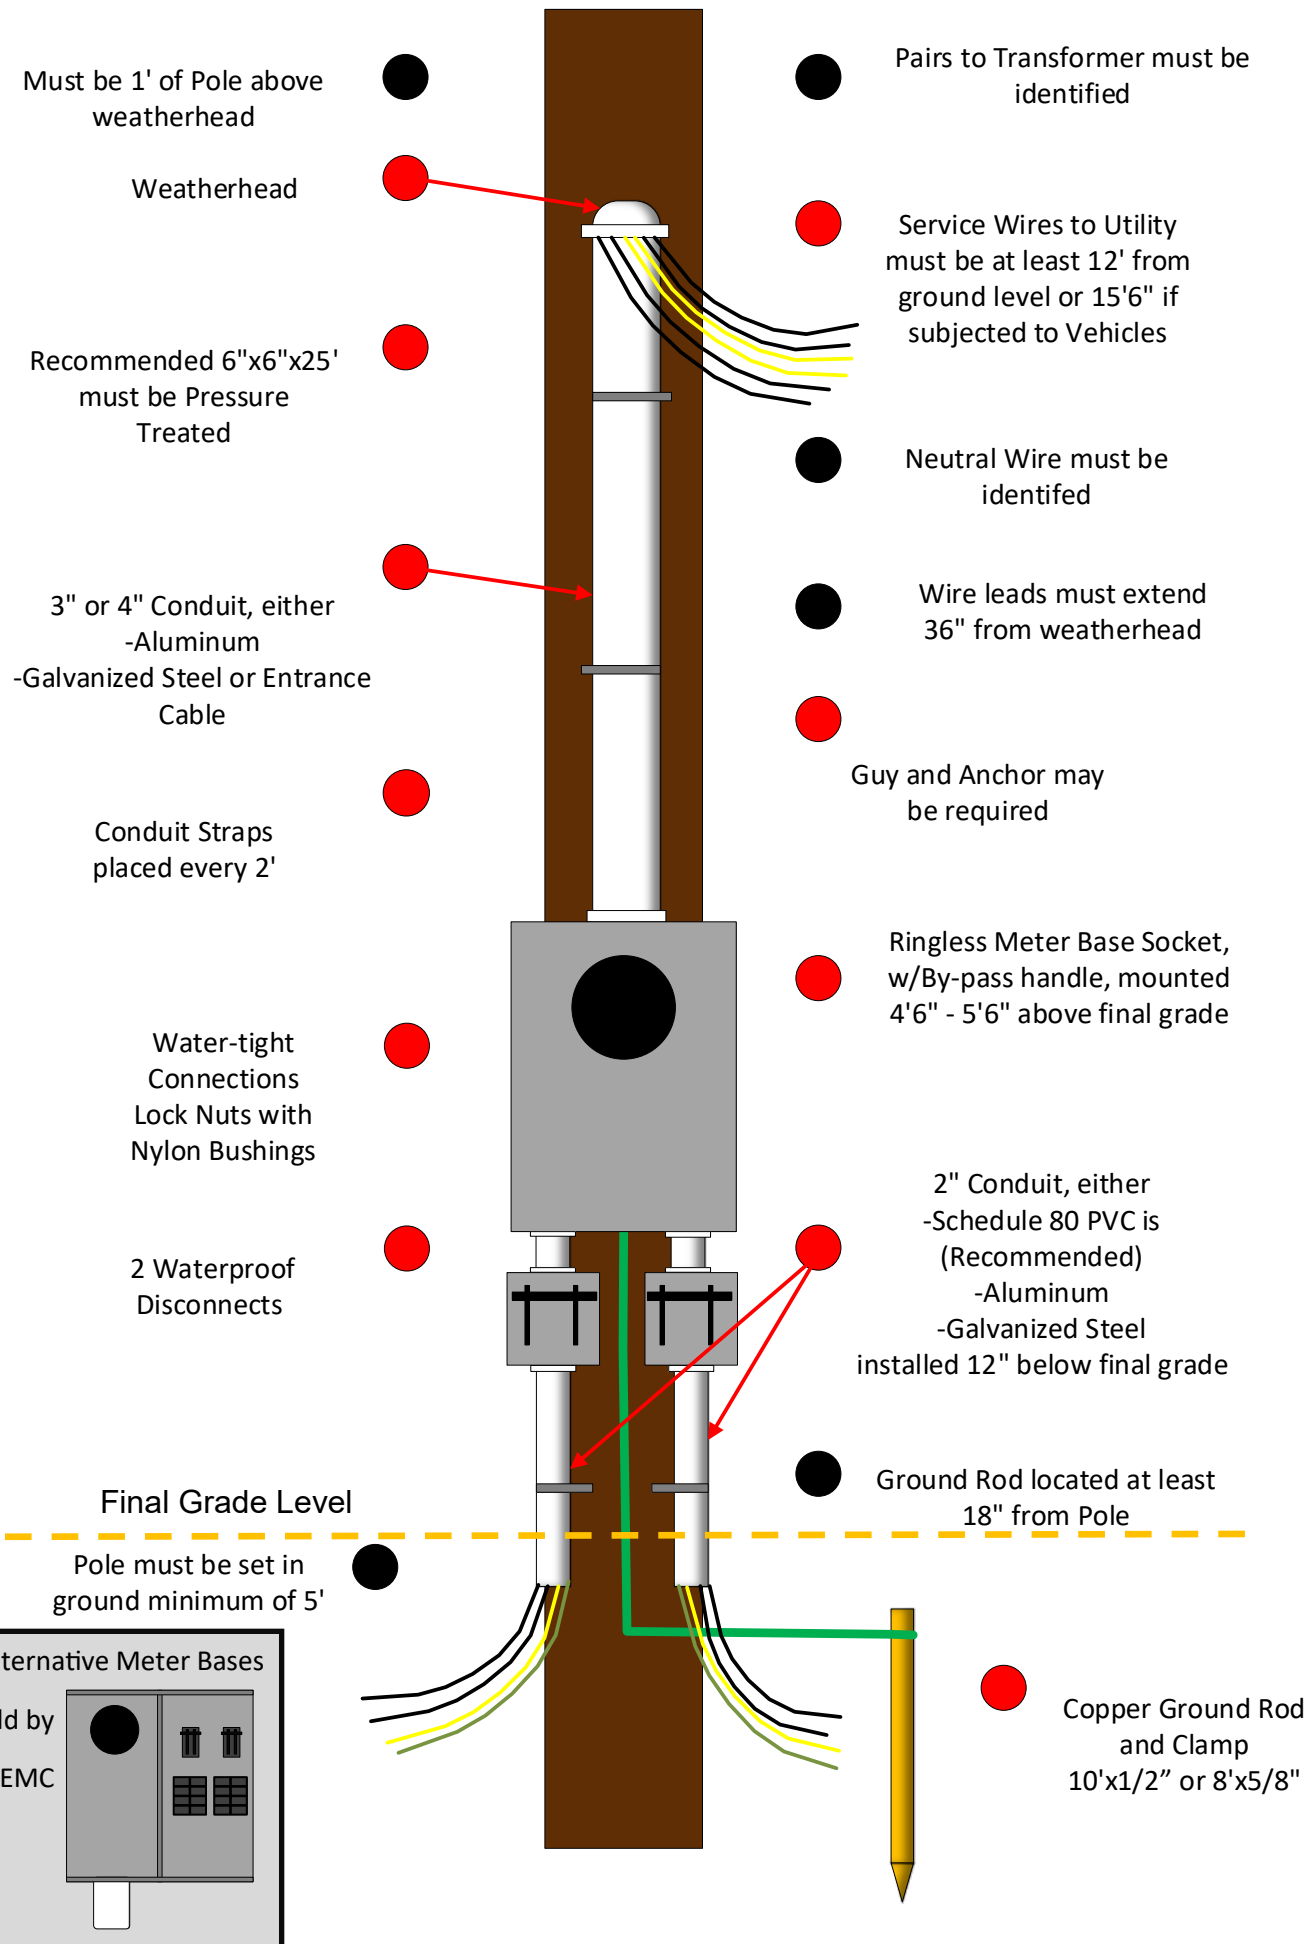 Must be 1' of Pole above
weatherhead
Weatherhead
Recommended 6"x6"x25'
must be Pressure
Treated
3" or 4" Conduit, either
-Aluminum
-Galvanized Steel or Entrance
Cable
Conduit Straps
placed every 2'
Water-tight
Connections
Lock Nuts with
Nylon Bushings
2 Waterproof
Disconnects
Pairs to Transformer must be
identified
Service Wires to Utility
must be at least 12' from
ground level or 15'6" if
subjected to Vehicles
Neutral Wire must be
identifed
Wire leads must extend
36" from weatherhead
Guy and Anchor may
be required
Ringless Meter Base Socket,
w/By-pass handle, mounted
4'6" - 5'6" above final grade
2" Conduit, either
-Schedule 80 PVC is
(Recommended)
-Aluminum
-Galvanized Steel
installed 12" below final grade
Ground Rod located at least
18" from Pole
Final Grade Level
Pole must be set in
ground minimum of 5'
Meter Bases
by
EMC
Copper Ground Rod
and Clamp
10'x1/2” or 8'x5/8"